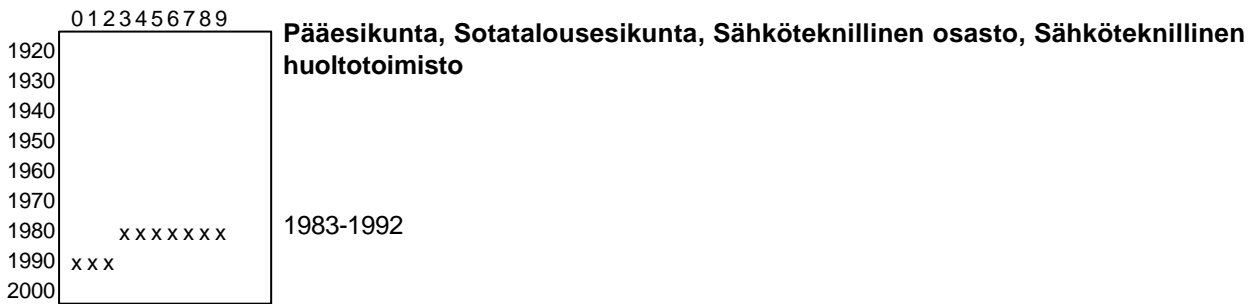 0123456789
Pääesikunta, Sotatalousesikunta, Sähköteknillinen osasto, Sähköteknillinen
huoltotoimisto
1920
1930
1940
1950
1960
1970
1980 xxxxxxx 1983-1992
1990 xxx
2000